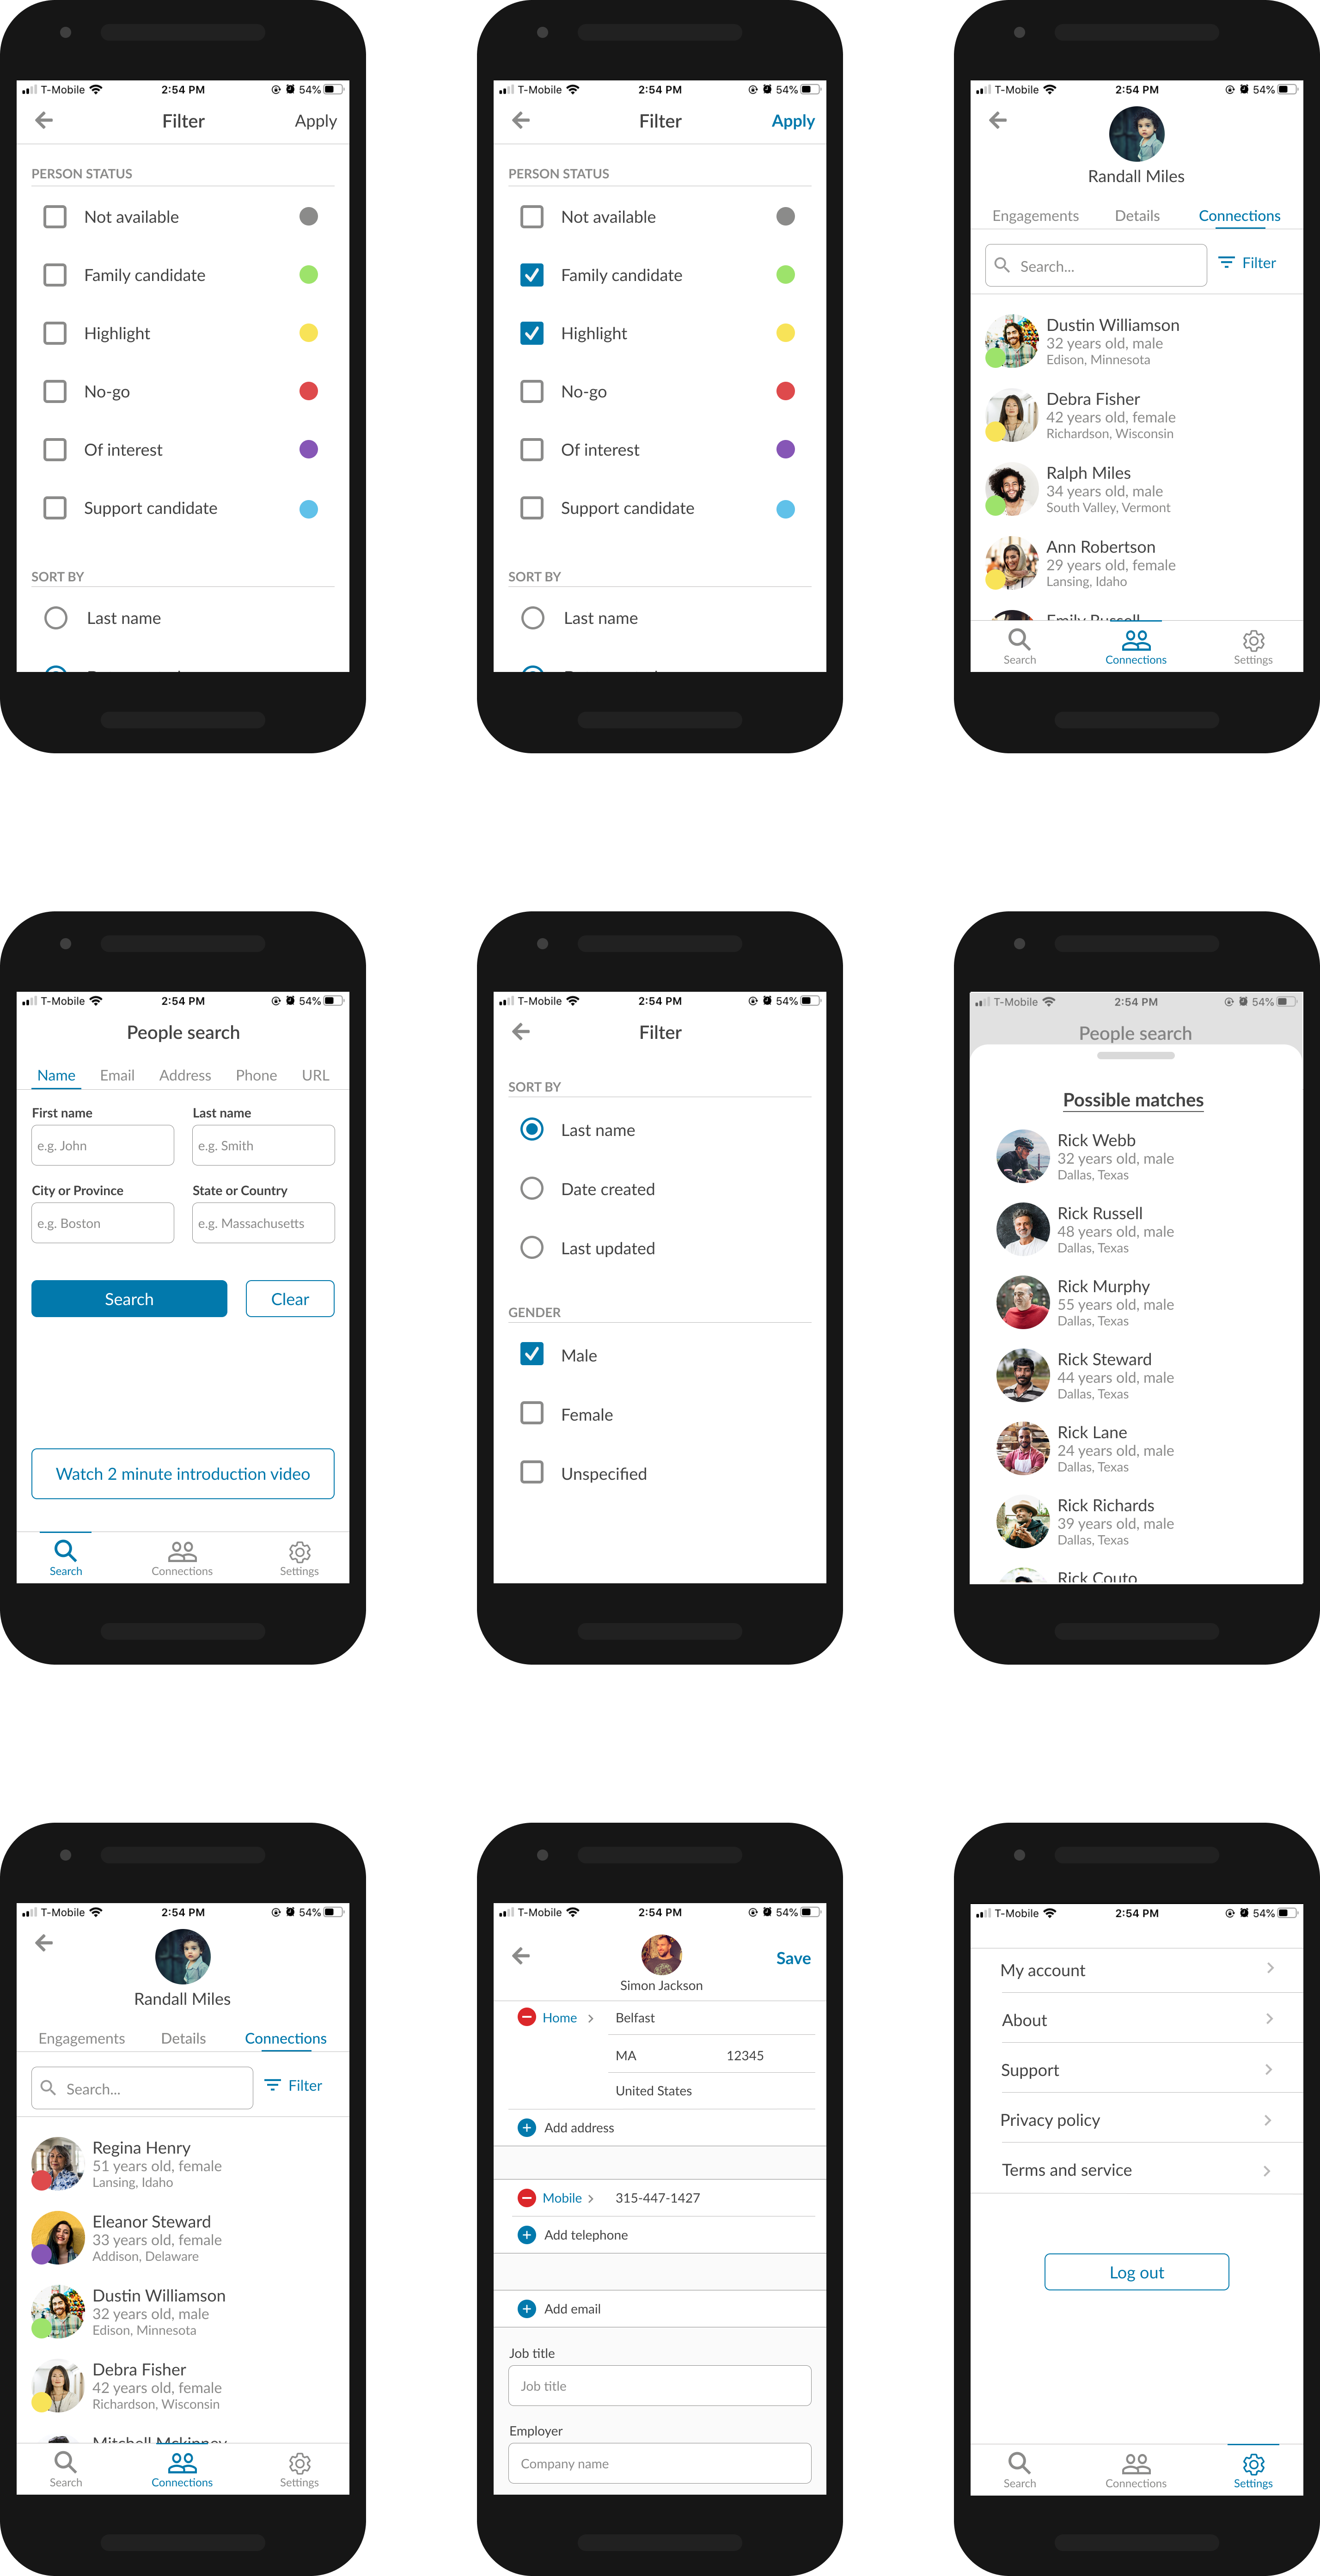 T-Mobile 2:54 PM 54%
Filter Apply
PERSON STATUS
Not available
Family candidate
Highlight
No-go
Of interest
Support candidate
SORT BY
Last name
T-Mobile 2:54 PM 54%
Filter Apply
PERSON STATUS
Not available
Family candidate
Highlight
No-go
Of interest
Support candidate
SORT BY
Last name
T-Mobile 2:54 PM 54%
Randall Miles
Engagements Details Connections
Search... Filter
Dustin Williamson
32 years old, male
Edison, Minnesota
Debra Fisher
42 years old, female
Richardson, Wisconsin
Ralph Miles
34 years old, male
South Valley, Vermont
Ann Robertson
29 years old, female
Lansing, Idaho
Emily Russell
Search Connections Settings
T-Mobile 2:54 PM 54%
People search
Name Email Address Phone URL
First name Last name
e.g. John e.g. Smith
City or Province State or Country
e.g. Boston e.g. Massachusetts
Search Clear
Watch 2 minute introduction video
Search Connections Settings
T-Mobile 2:54 PM 54%
Filter
SORT BY
Last name
Date created
Last updated
GENDER
Male
Female
Unspecified
T-Mobile 2:54 PM 54%
People search
Possible matches
Rick Webb
32 years old, male
Dallas, Texas
Rick Russell
48 years old, male
Dallas, Texas
Rick Murphy
55 years old, male
Dallas, Texas
Rick Steward
44 years old, male
Dallas, Texas
Rick Lane
24 years old, male
Dallas, Texas
Rick Richards
39 years old, male
Dallas, Texas
Rick Couto
T-Mobile 2:54 PM 54%
Randall Miles
Engagements Details Connections
Search... Filter
Regina Henry
51 years old, female
Lansing, Idaho
Eleanor Steward
33 years old, female
Addison, Delaware
Dustin Williamson
32 years old, male
Edison, Minnesota
Debra Fisher
42 years old, female
Richardson, Wisconsin
Mitchell Mckinney
Search Connections Settings
T-Mobile 2:54 PM 54%
Save
Simon Jackson
Home Belfast
MA 12345
United States
Add address
Mobile 315-447-1427
Add telephone
Add email
Job title
Job title
Employer
Company name
T-Mobile 2:54 PM 54%
My account
About
Support
Privacy policy
Terms and service
Log out
Search Connections Settings